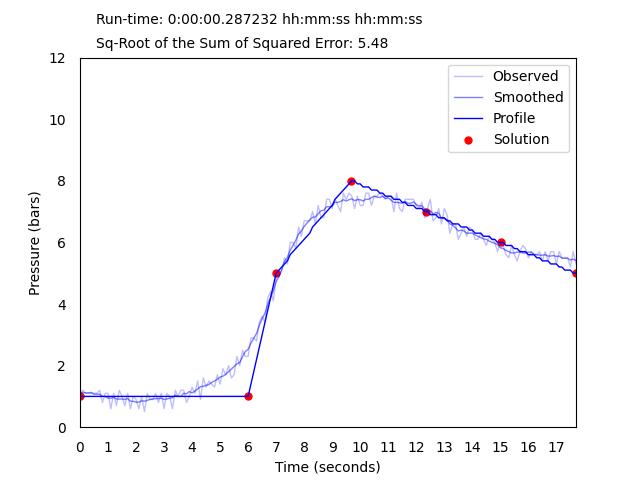 Run-time: 0:00:00.287232 hh:mm:ss hh:mm:ss
Sq-Root of the Sum of Squared Error: 5.48
12
10
8
6
4
2
0
Pressure (bars)
Observed
Smoothed
Profile
Solution
0 1 2 3 4 5 6 7 8 9 10 11 12 13 14 15 16 17
Time (seconds)